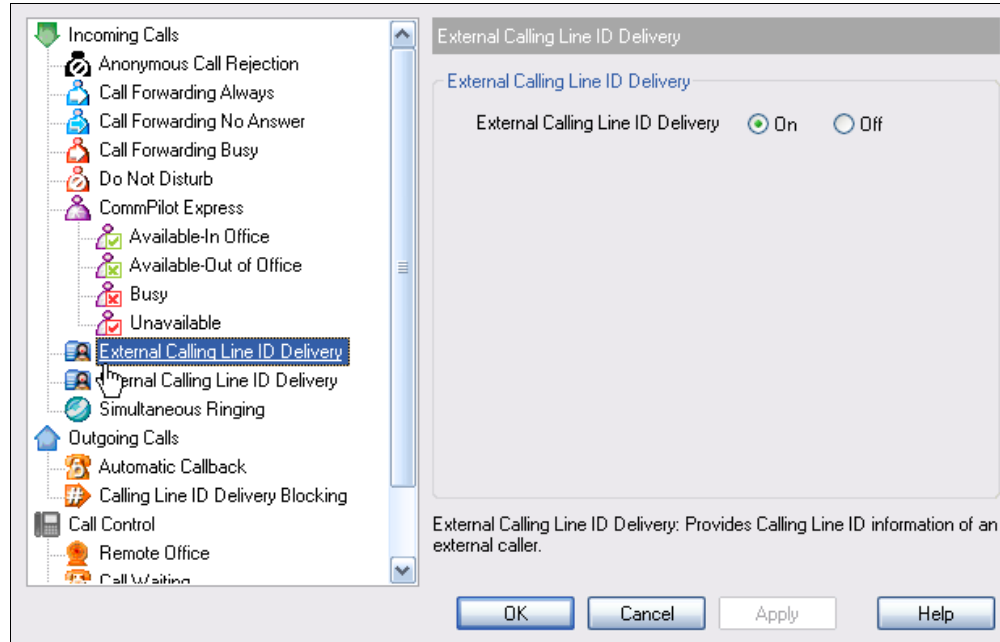 Incoming Calls
Anonymous Call Rejection
Call Forwarding Always
Call Forwarding No Answer
Call Forwarding Busy
Do Not Disturb
CommPilot Express
Available-In Office
Available-Out of Office
Busy
Unavailable
External Calling Line ID Delivery
ernal Calling Line ID Delivery
Simultaneous Ringing
Outgoing Calls
Automatic Callback
Calling Line ID Delivery Blocking
Call Control
Remote Office
Call Waiting
External Calling Line ID Delivery
External Calling Line ID Delivery
External Calling Line ID Delivery On Off
External Calling Line ID Delivery: Provides Calling Line ID information of an
external caller.
OK Cancel Apply Help